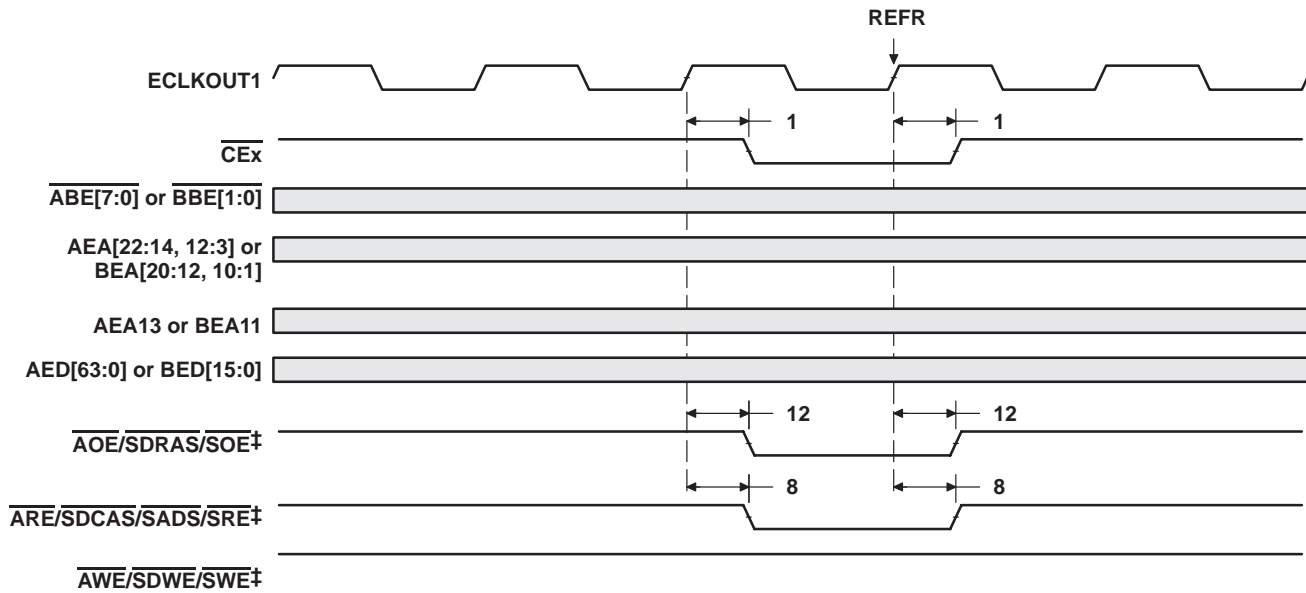 REFR
ECLKOUT1
1 1
CEx
ABE[7:0] or BBE[1:0]
AEA[22:14, 12:3] or
BEA[20:12, 10:1]
AEA13 or BEA11
AED[63:0] or BED[15:0]
12 12
AOE/SDRAS/SOE‡
8 8
ARE/SDCAS/SADS/SRE‡
AWE/SDWE/SWE‡